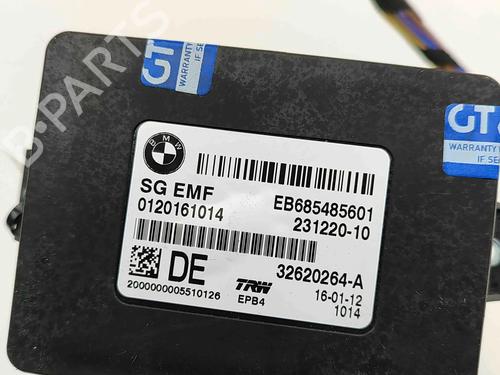 B-PARTS
GT
WARRANTY
IF
GT
WARRANTY
IF SE
BMW
SG EMF
0120161014
EB685485601
231220-10
DE
32620264-A
2000000005510126
TRW
EPB4
16-01-12
1014